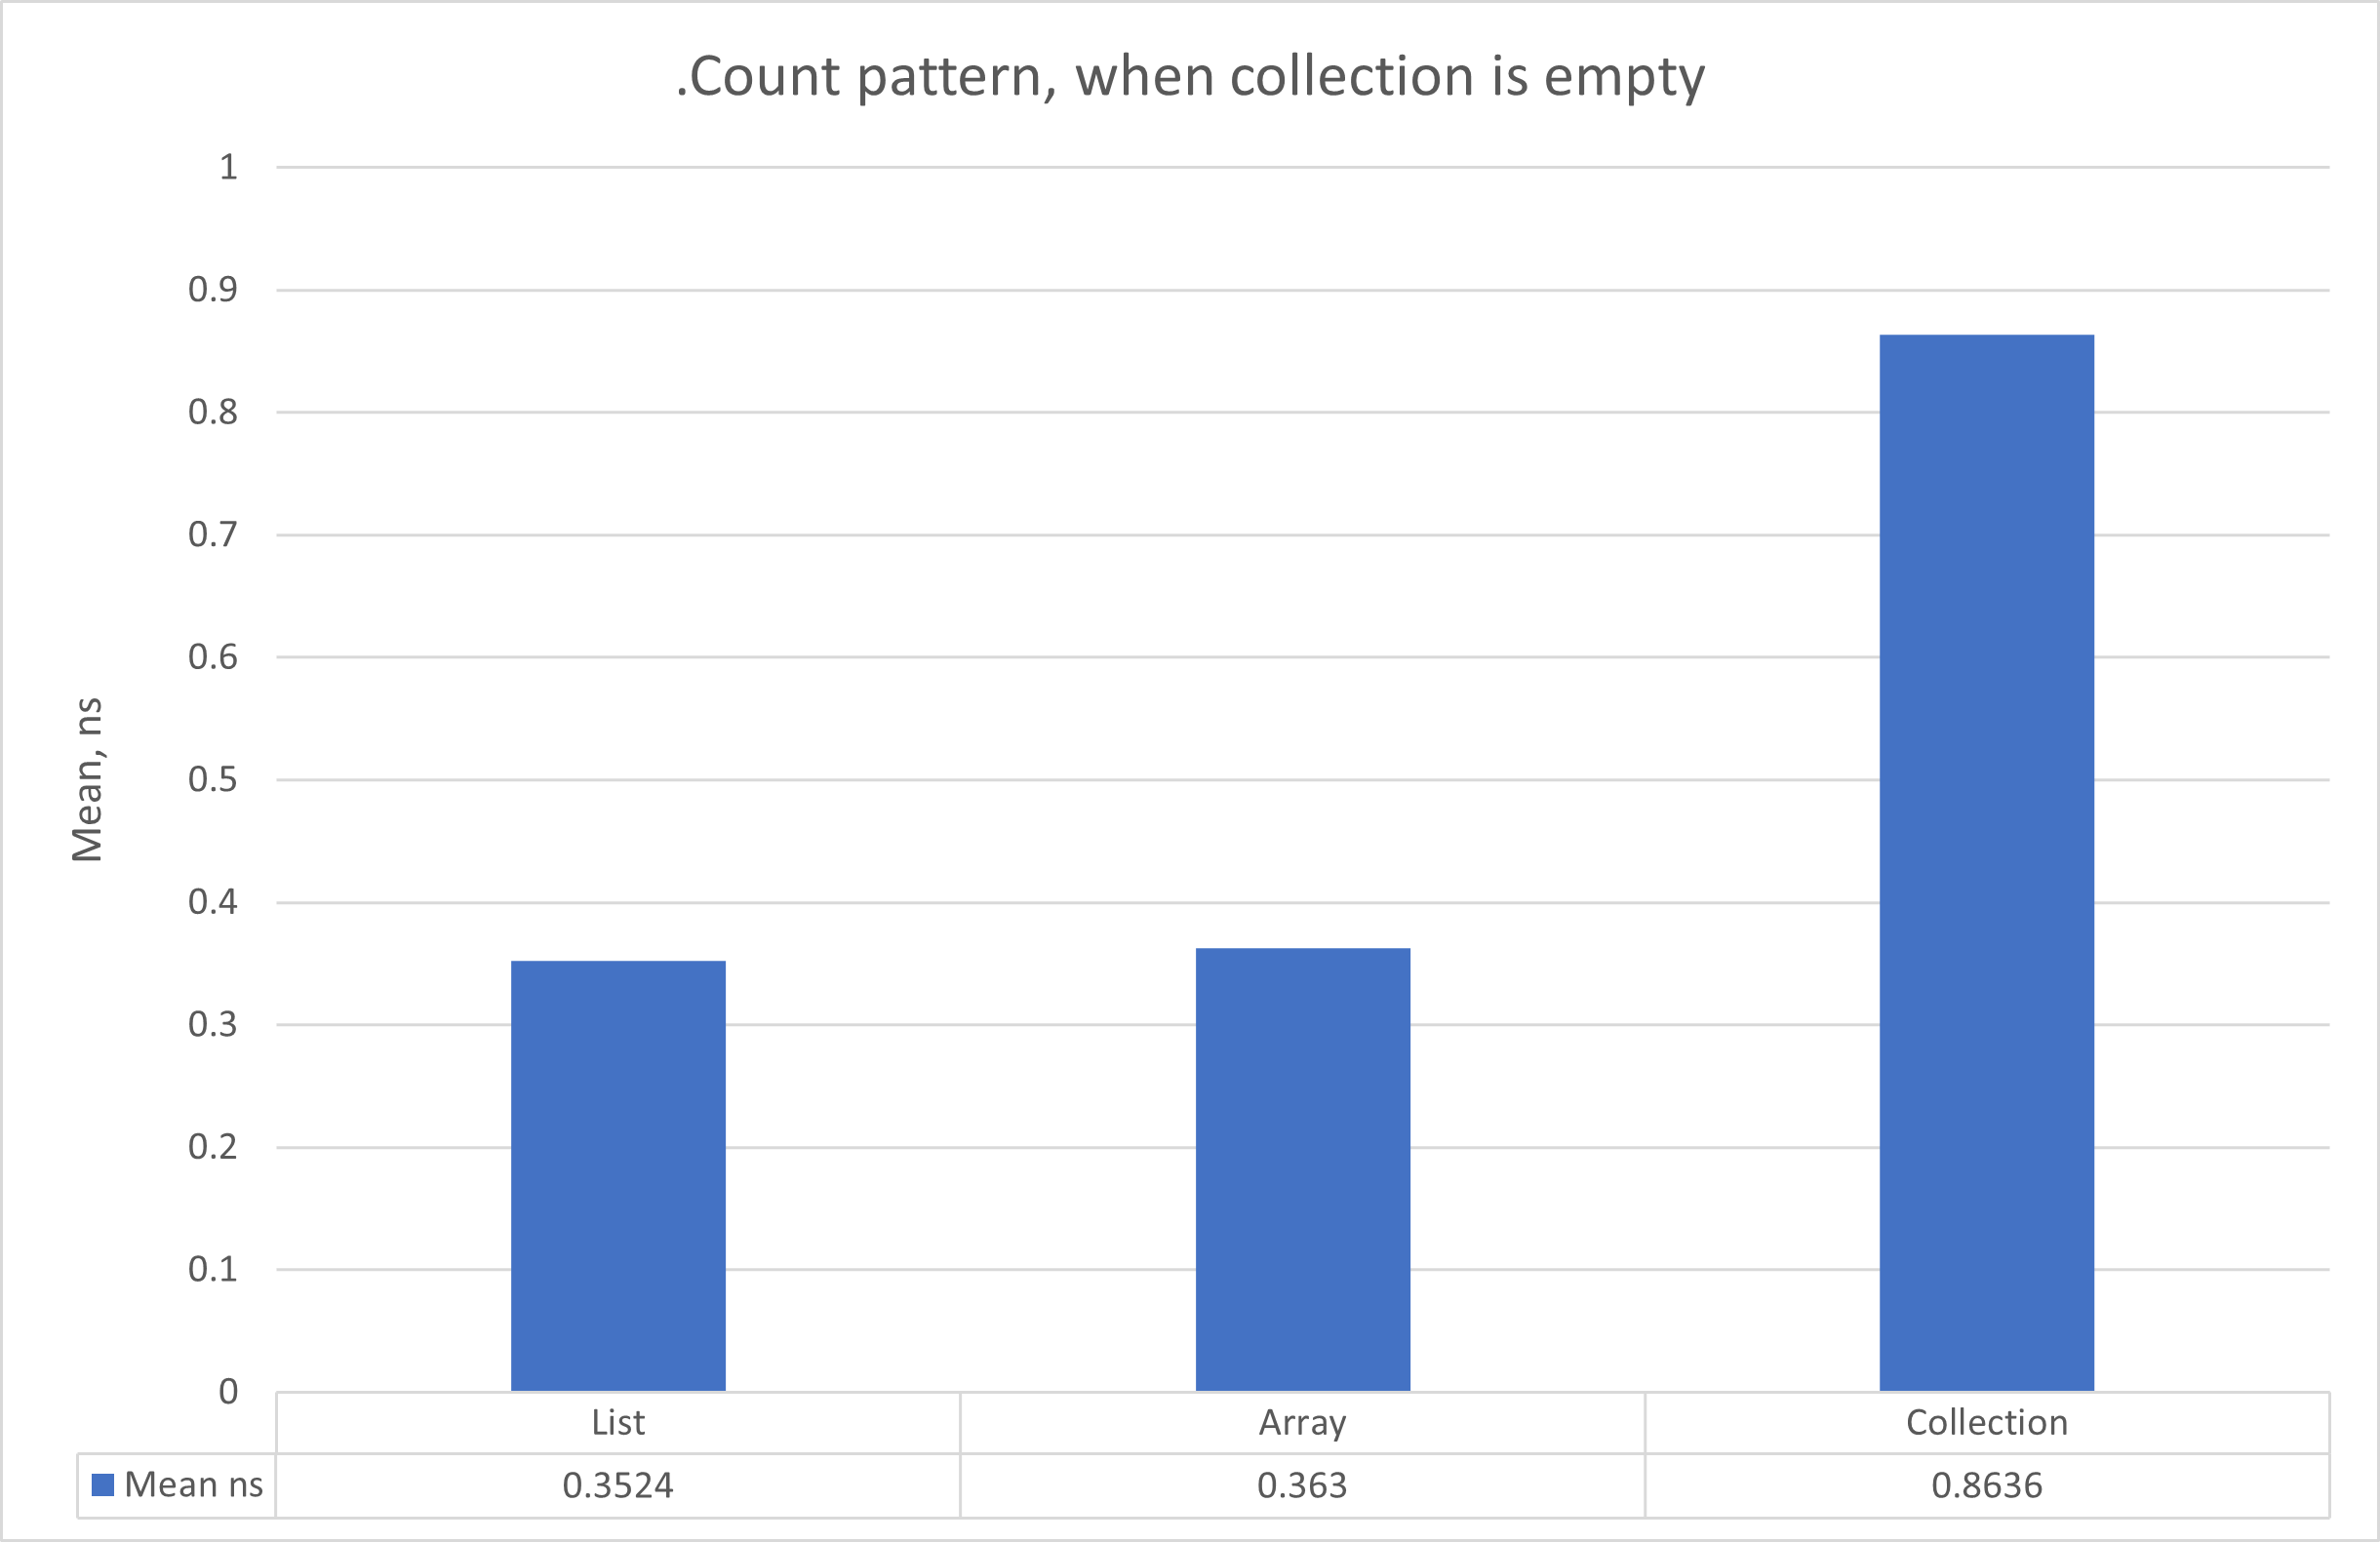 .Count pattern, when collection is empty
1
0.9
0.8
0.7
0.6
0.5
0.4
0.3
0.2
0.1
0
Mean, ns
List Array Collection
Mean ns 0.3524 0.363 0.8636